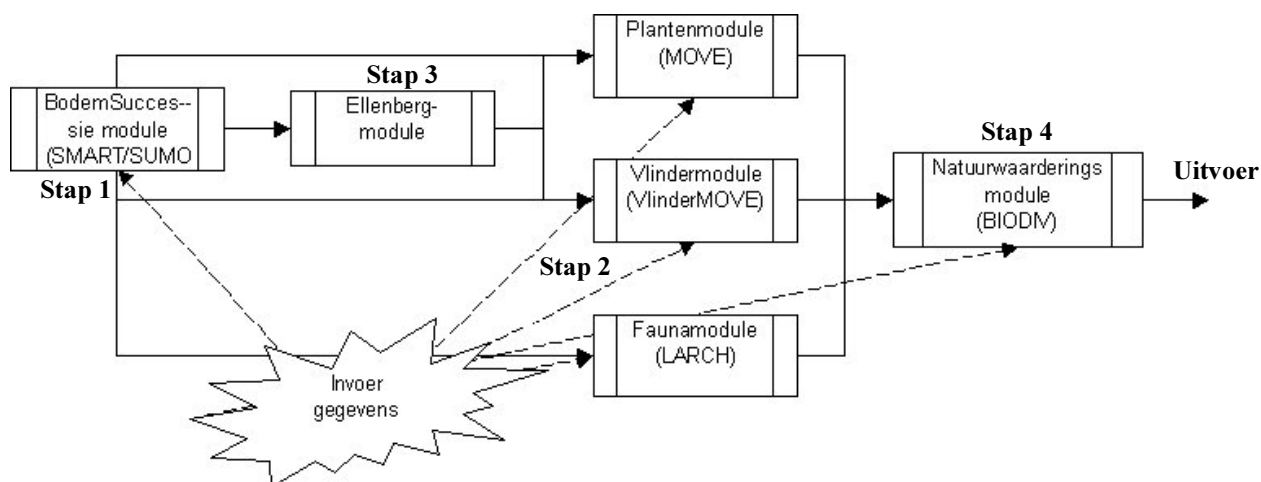 Plantenmodule
(MOVE)
Stap 3
BodemSucces--
sie module
(SMART/SUMO
Ellenberg-
module
Stap 4
Stap 1
Vlindermodule
(VlinderMOVE)
Natuurwaarderings
module
(BIODIV)
Uitvoer
Stap 2
Faunamodule
(LARCH)
Invoer
gegevens